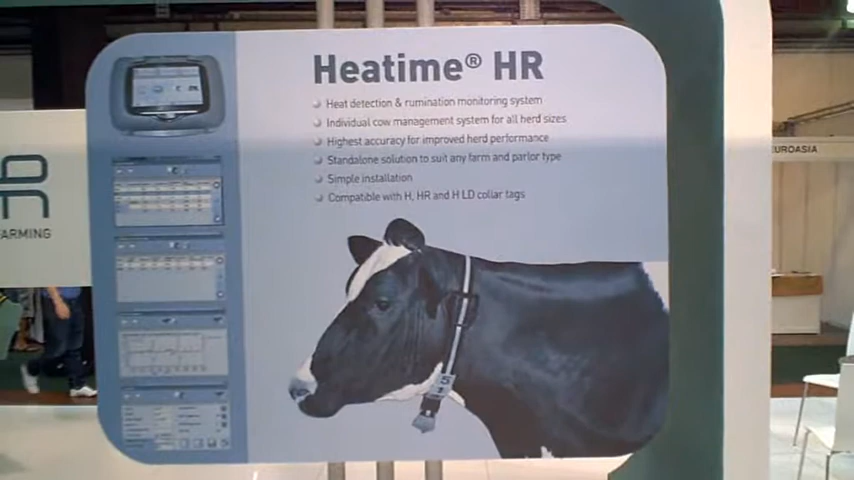 Heatime® HR
Heat detection & rumination monitoring system
Individual cow management system for all herd sizes
Highest accuracy for improved herd performance
Standalone solution to suit any farm and parlor type
Simple installation
Compatible with H, HR and H LD collar tags
ARMING
EUROASIA